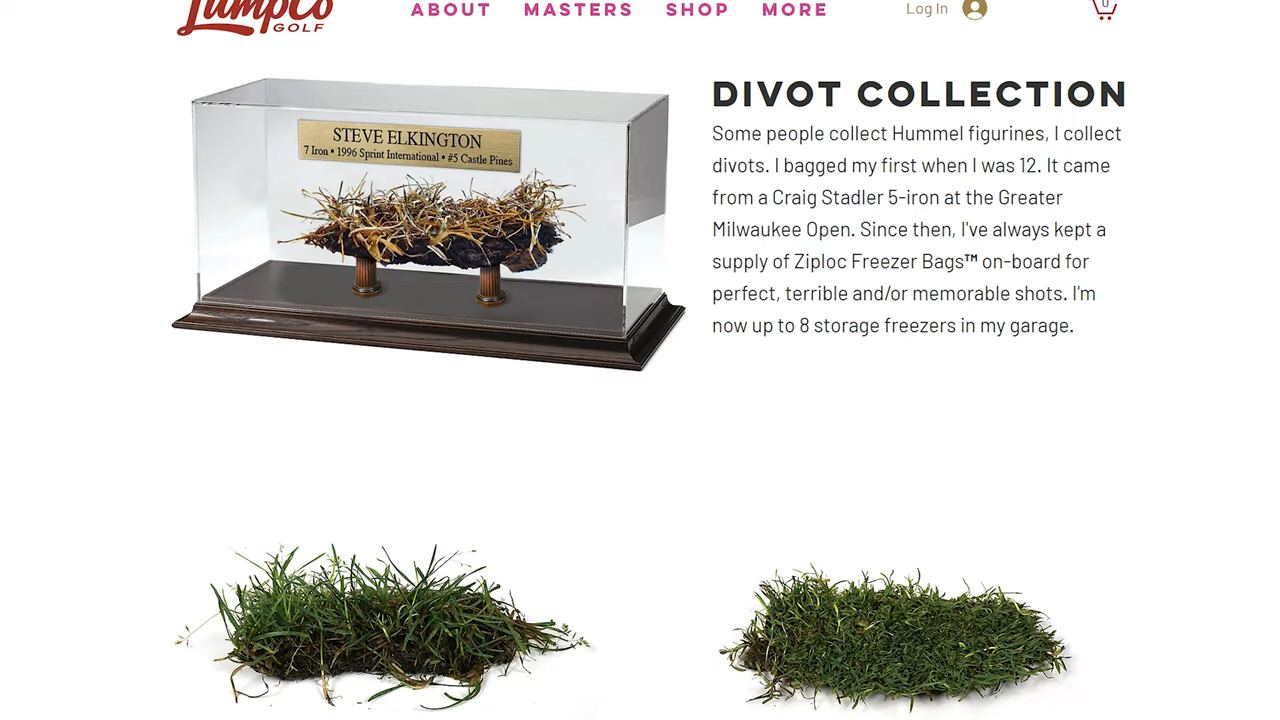 LumpCo
GOLF
ABOUT MASTERS SHOP MORE
Log In
0
DIVOT COLLECTION
Some people collect Hummel figurines, I collect
divots. I bagged my first when I was 12. It came
from a Craig Stadler 5-iron at the Greater
Milwaukee Open. Since then, I've always kept a
supply of Ziploc Freezer Bags™ on-board for
perfect, terrible and/or memorable shots. I'm
now up to 8 storage freezers in my garage.
STEVE ELKINGTON
7 Iron • 1996 Sprint International • #5 Castle Pines